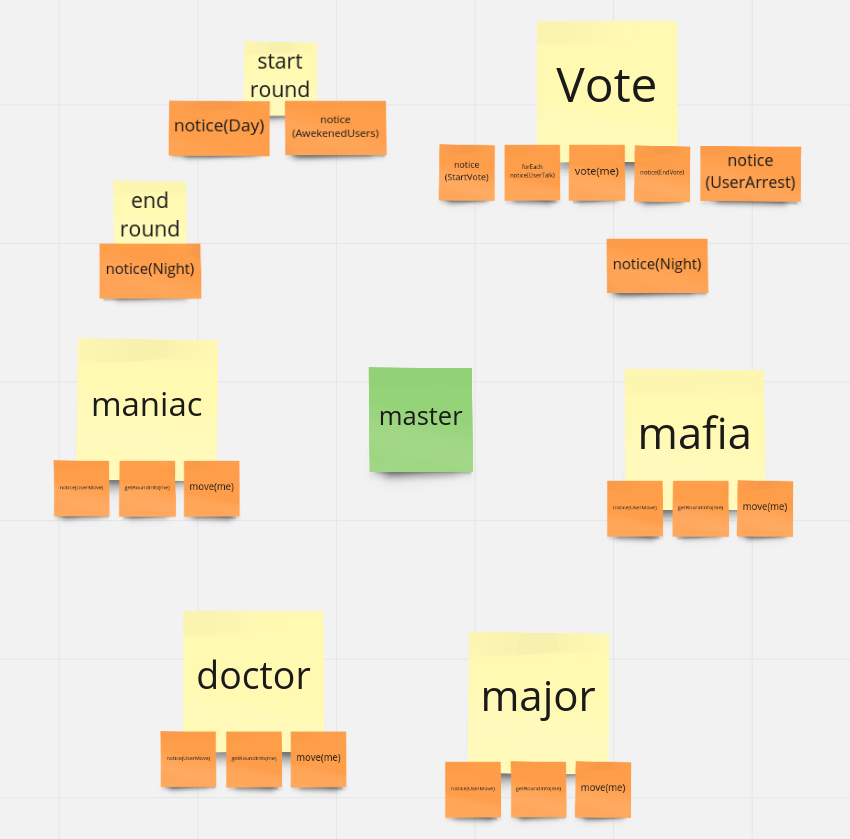 start
round
notice(Day)
notice
(AwekenedUsers)
Vote
notice
(StartVote)
forEach
notice(UserTalk)
vote(me)
notice(EndVote)
notice
(UserArrest)
end
round
notice(Night)
notice(Night)
maniac
notice(UserMove)
getRoundInfo(me)
move(me)
master
mafia
notice(UserMove)
getRoundInfo(me)
move(me)
doctor
notice(UserMove)
getRoundInfo(me)
move(me)
major
notice(UserMove)
getRoundInfo(me)
move(me)